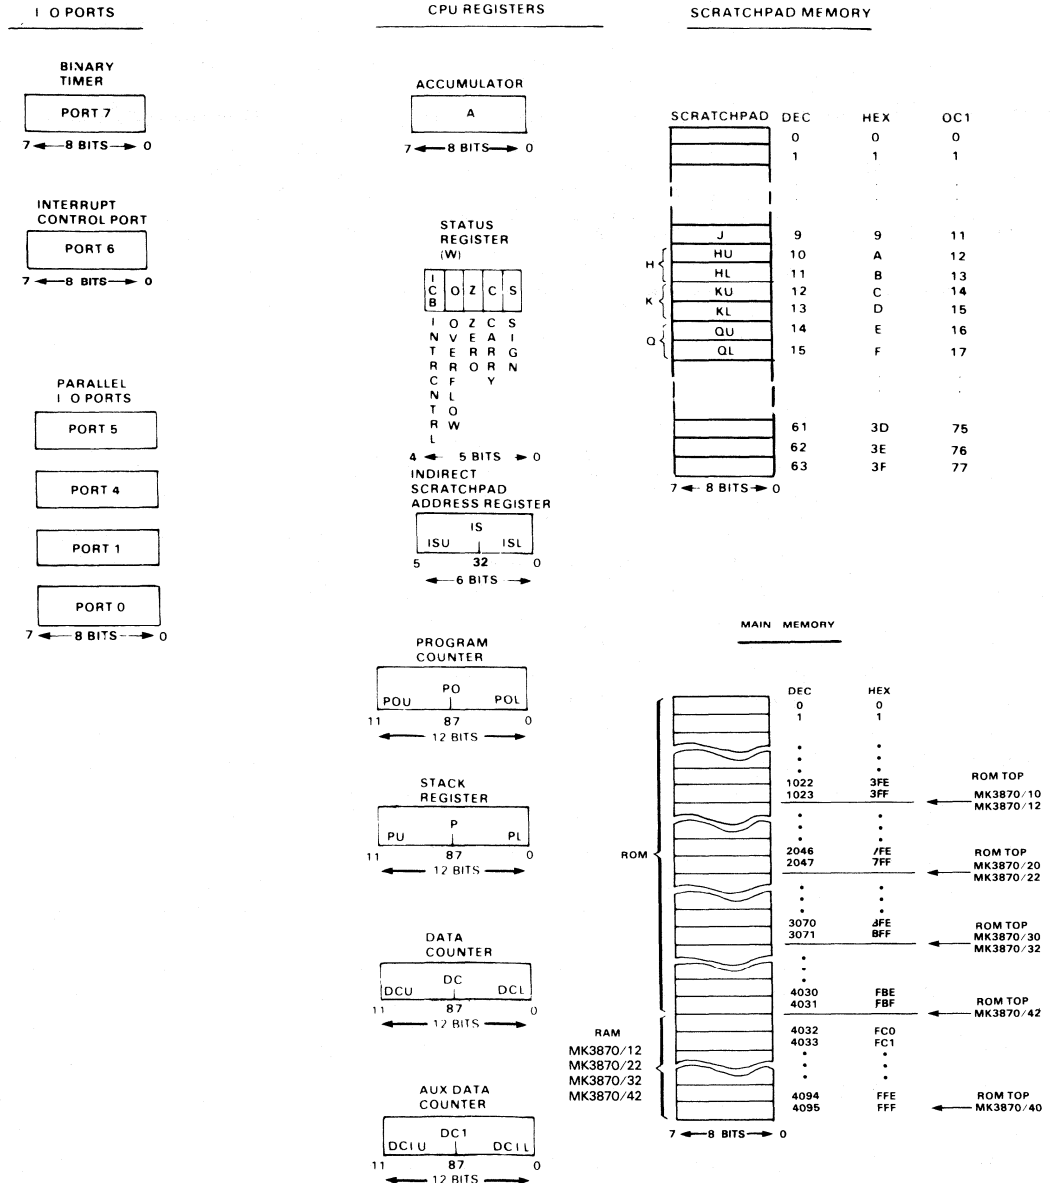 I O PORTS
BINARY
TIMER
PORT 7
7 8 BITS 0
INTERRUPT
CONTROL PORT
PORT 6
7 8 BITS 0
PARALLEL
I O PORTS
PORT 5
PORT 4
PORT 1
PORT 0
7 8 BITS 0
CPU REGISTERS
ACCUMULATOR
A
7 8 BITS 0
STATUS
REGISTER
(W)
ICB O Z C S
INTRCNTRL OVERFLOW ZERO CARRY SIGN
4 5 BITS 0
INDIRECT
SCRATCHPAD
ADDRESS REGISTER
IS
ISU ISL
5 32 0
6 BITS
PROGRAM
COUNTER
PO
POU POL
11 87 0
12 BITS
STACK
REGISTER
P
PU PL
11 87 0
12 BITS
DATA
COUNTER
DC
DCU DCL
11 87 0
12 BITS
AUX DATA
COUNTER
DC1
DC1U DC1L
11 87 0
12 BITS
SCRATCHPAD MEMORY
SCRATCHPAD DEC HEX OC1
0 0 0
1 1 1
J 9 9 11
H
HU 10 A 12
HL 11 B 13
K
KU 12 C 14
KL 13 D 15
Q
QU 14 E 16
QL 15 F 17
61 3D 75
62 3E 76
63 3F 77
7 8 BITS 0
MAIN MEMORY
DEC HEX
0 0
1 1
1022 3FE
1023 3FF
ROM TOP
MK3870/10
MK3870/12
ROM
2046 7FE
2047 7FF
ROM TOP
MK3870/20
MK3870/22
3070 BFE
3071 BFF
ROM TOP
MK3870/30
MK3870/32
4030 FBE
4031 FBF
ROM TOP
MK3870/42
RAM
MK3870/12
MK3870/22
MK3870/32
MK3870/42
4032 FC0
4033 FC1
4094 FFE
4095 FFF
ROM TOP
MK3870/40
7 8 BITS 0